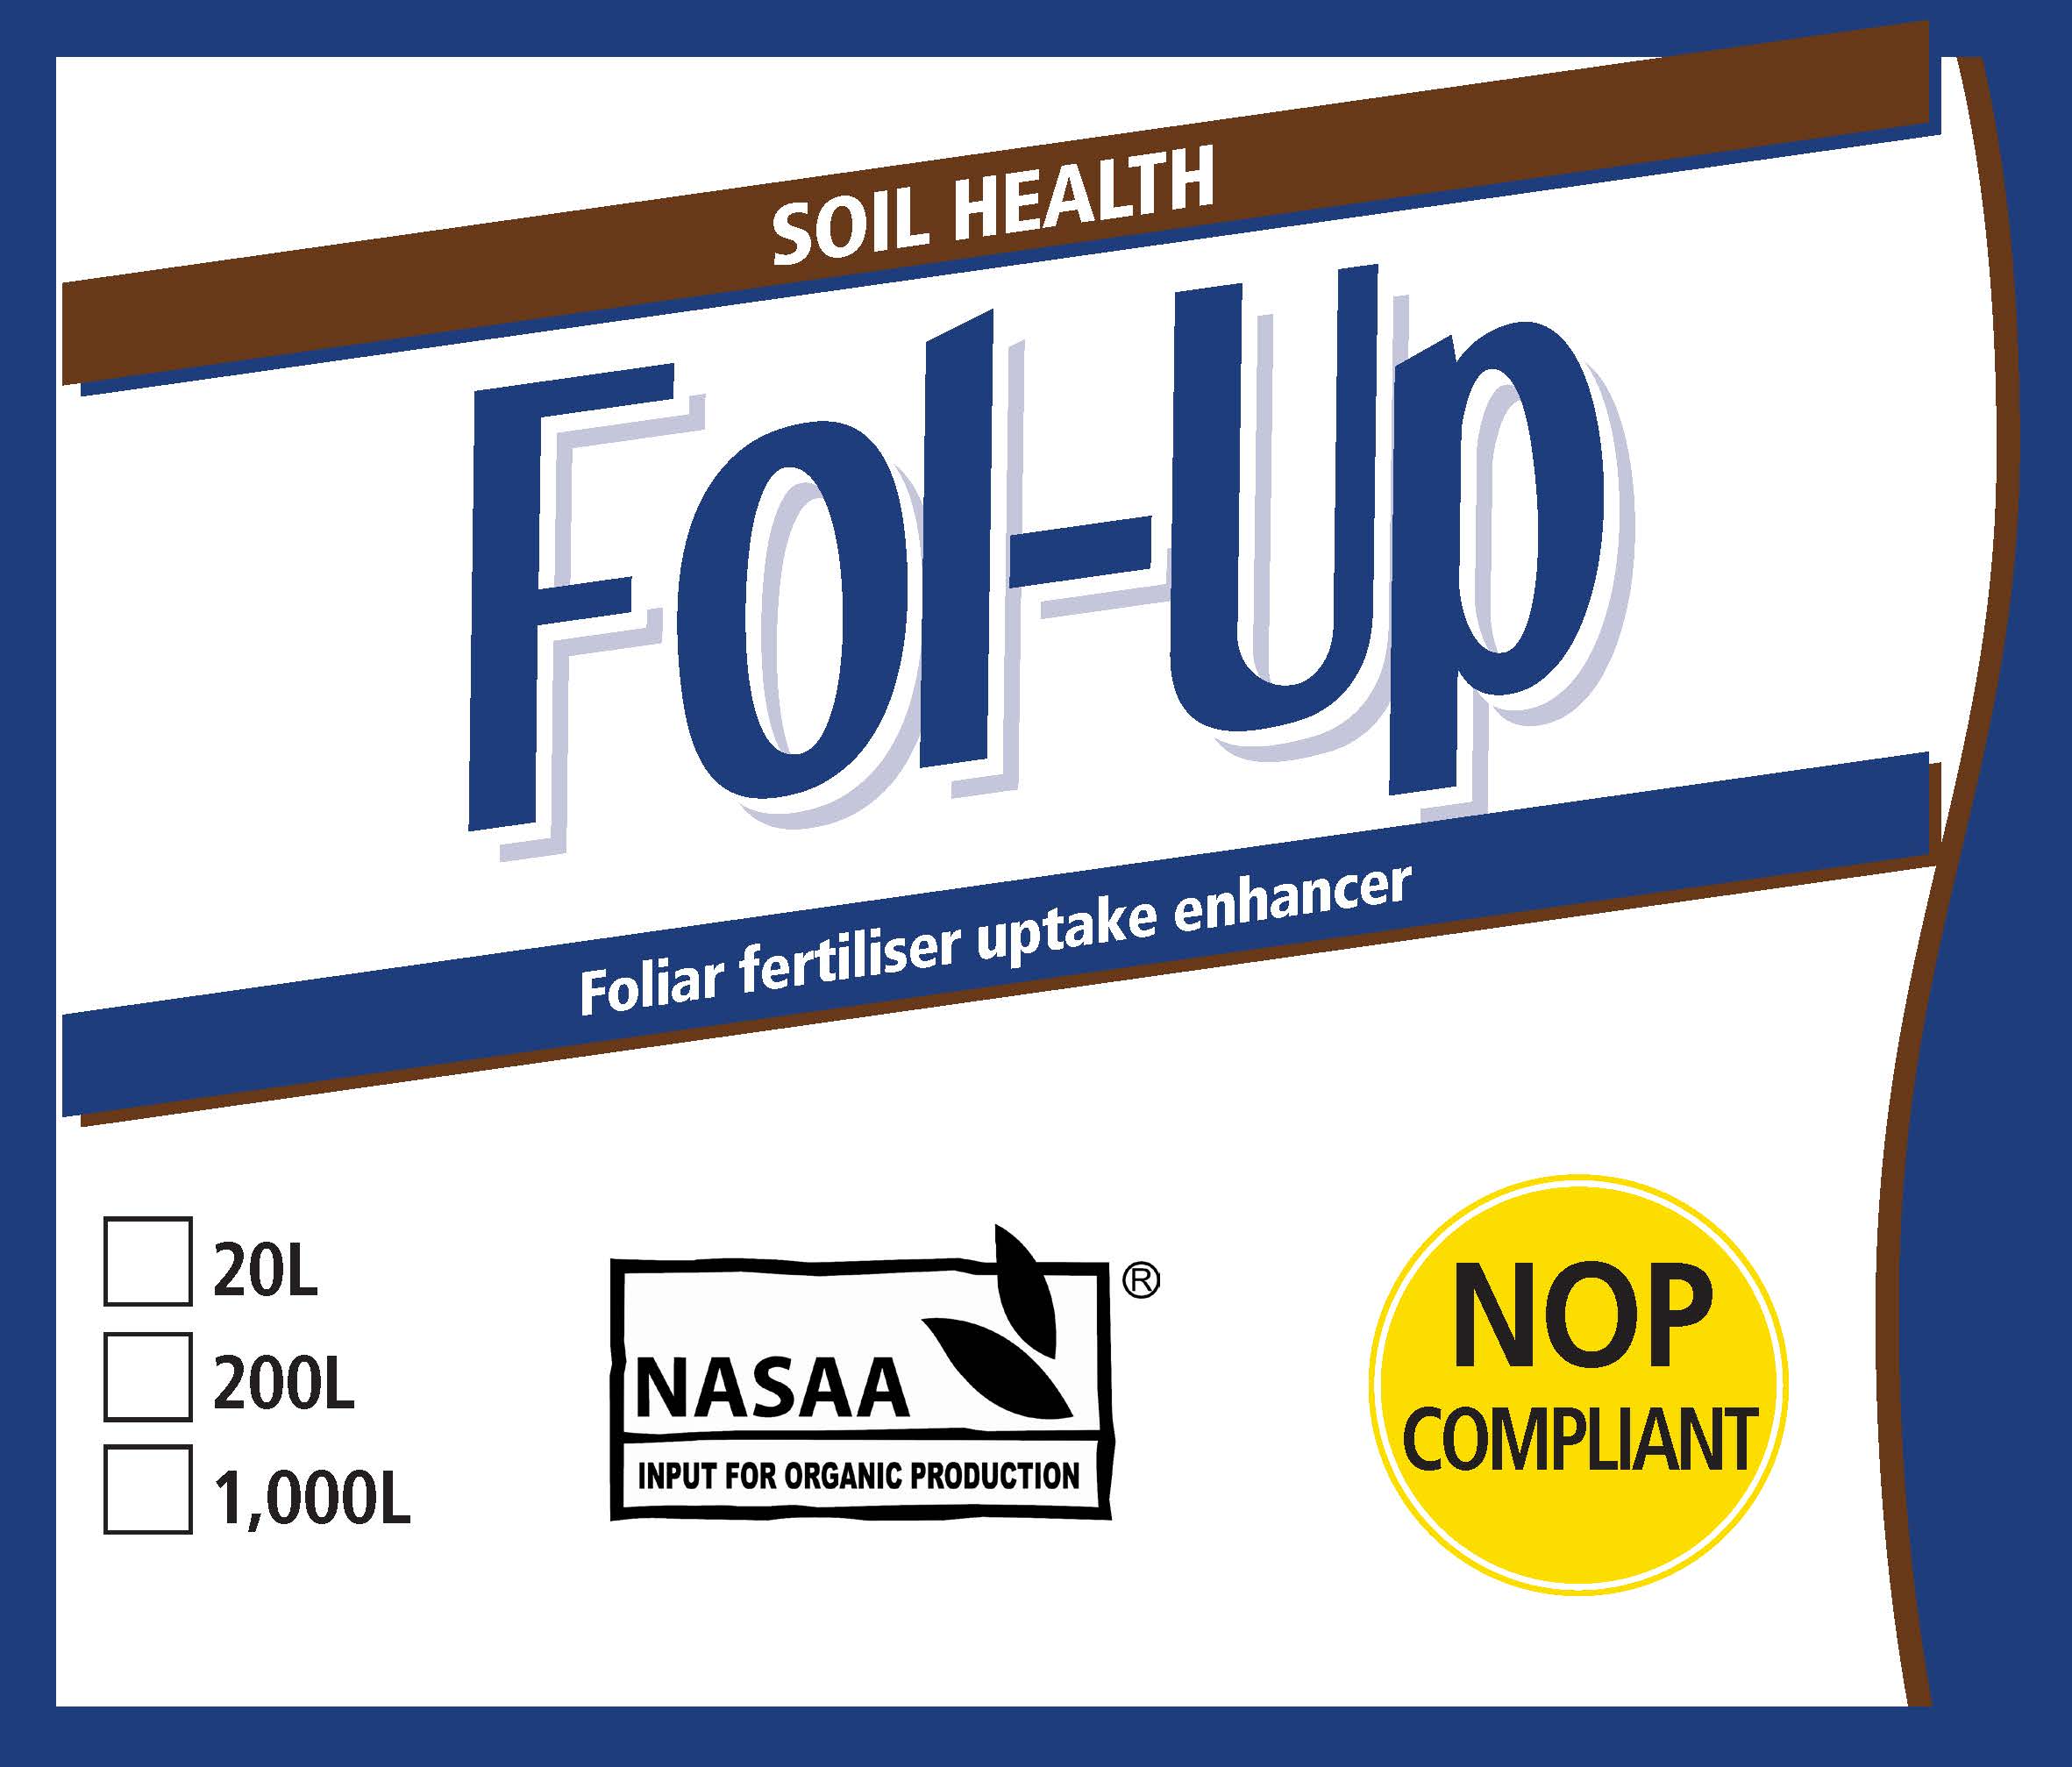 SOIL HEALTH
Fol-Up
Foliar fertiliser uptake enhancer
20L
200L
1,000L
NASAA
®
INPUT FOR ORGANIC PRODUCTION
NOP
COMPLIANT